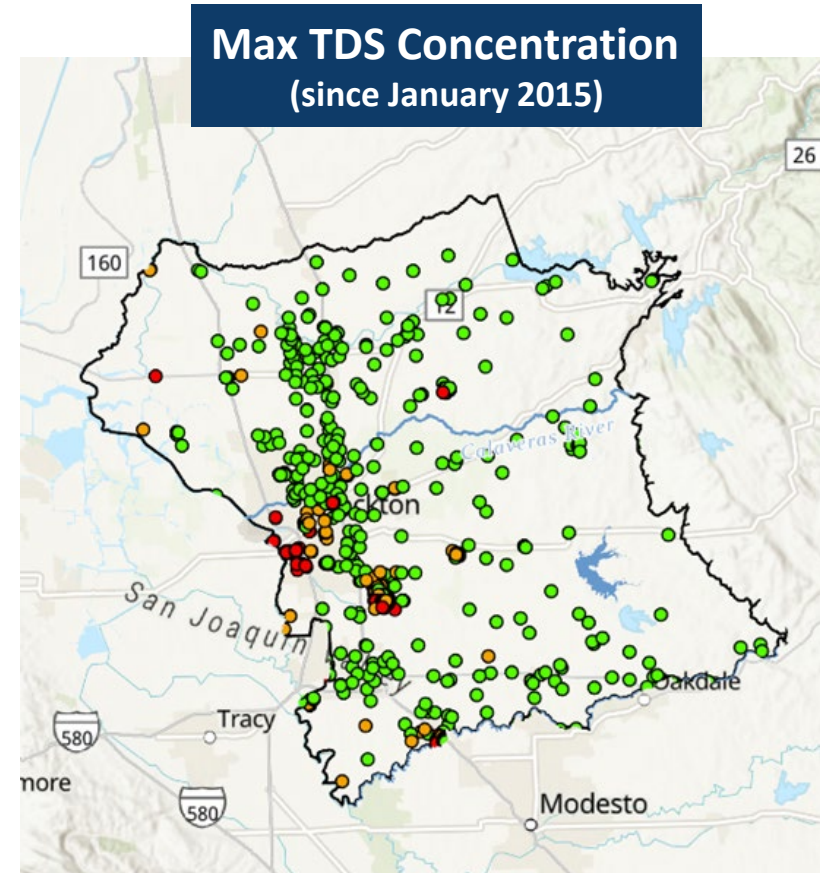 Max TDS Concentration
(since January 2015)
26
160
12
Calaveras River
ckton
San Joaquin
Oakdale
Tracy
580
more
580
Modesto